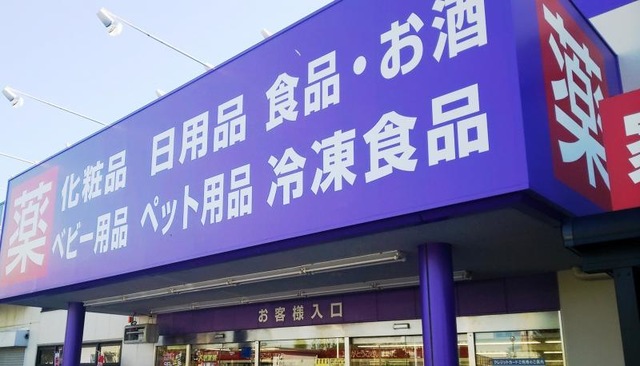 薬
化粧品 日用品 食品・お酒
ベビー用品 ペット用品 冷凍食品
薬
お客様入口